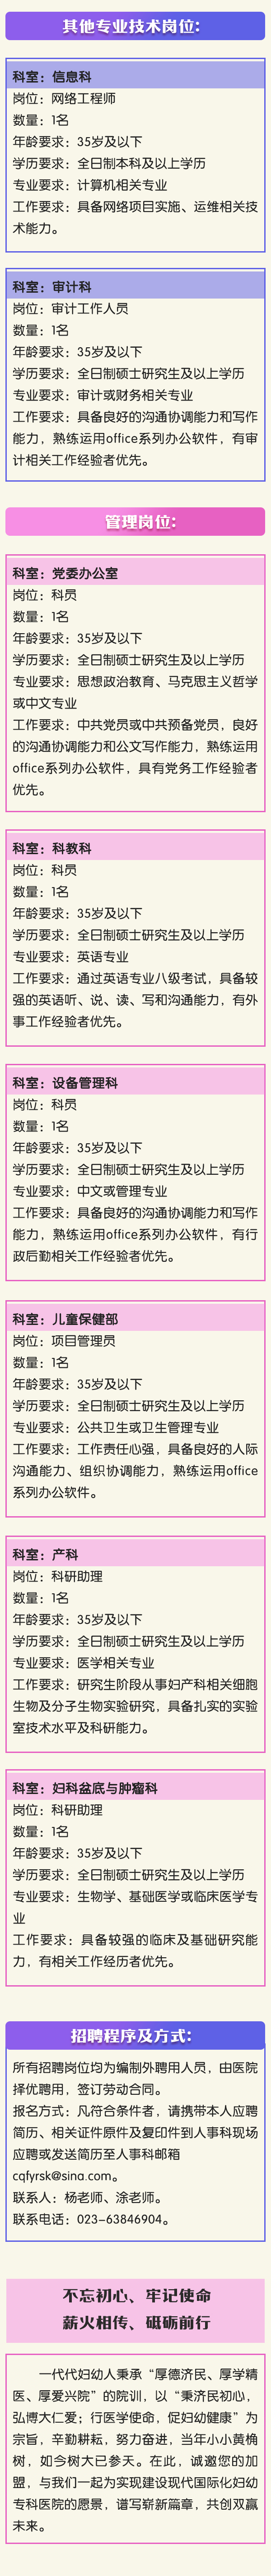 其他专业技术岗位:
科室：信息科
岗位：网络工程师
数量：1名
年龄要求：35岁及以下
学历要求：全日制本科及以上学历
专业要求：计算机相关专业
工作要求：具备网络项目实施、运维相关技
术能力。
科室：审计科
岗位：审计工作人员
数量：1名
年龄要求：35岁及以下
学历要求：全日制硕士研究生及以上学历
专业要求：审计或财务相关专业
工作要求：具备良好的沟通协调能力和写作
能力，熟练运用office系列办公软件，有审
计相关工作经验者优先。
管理岗位:
科室：党委办公室
岗位：科员
数量：1名
年龄要求：35岁及以下
学历要求：全日制硕士研究生及以上学历
专业要求：思想政治教育、马克思主义哲学
或中文专业
工作要求：中共党员或中共预备党员，良好
的沟通协调能力和公文写作能力，熟练运用
office系列办公软件，具有党务工作经验者
优先。
科室：科教科
岗位：科员
数量：1名
年龄要求：35岁及以下
学历要求：全日制硕士研究生及以上学历
专业要求：英语专业
工作要求：通过英语专业八级考试，具备较
强的英语听、说、读、写和沟通能力，有外
事工作经验者优先。
科室：设备管理科
岗位：科员
数量：1名
年龄要求：35岁及以下
学历要求：全日制硕士研究生及以上学历
专业要求：中文或管理专业
工作要求：具备良好的沟通协调能力和写作
能力，熟练运用office系列办公软件，有行
政后勤相关工作经验者优先。
科室：儿童保健部
岗位：项目管理员
数量：1名
年龄要求：35岁及以下
学历要求：全日制硕士研究生及以上学历
专业要求：公共卫生或卫生管理专业
工作要求：工作责任心强，具备良好的人际
沟通能力、组织协调能力，熟练运用office
系列办公软件。
科室：产科
岗位：科研助理
数量：1名
年龄要求：35岁及以下
学历要求：全日制硕士研究生及以上学历
专业要求：医学相关专业
工作要求：研究生阶段从事妇产科相关细胞
生物及分子生物实验研究，具备扎实的实验
室技术水平及科研能力。
科室：妇科盆底与肿瘤科
岗位：科研助理
数量：1名
年龄要求：35岁及以下
学历要求：全日制硕士研究生及以上学历
专业要求：生物学、基础医学或临床医学专
业
工作要求：具备较强的临床及基础研究能
力，有相关工作经历者优先。
招聘程序及方式:
所有招聘岗位均为编制外聘用人员，由医院
择优聘用，签订劳动合同。
报名方式：凡符合条件者，请携带本人应聘
简历、相关证件原件及复印件到人事科现场
应聘或发送简历至人事科邮箱
cqfyrsk@sina.com。
联系人：杨老师、涂老师。
联系电话：023-63846904。
不忘初心、牢记使命
薪火相传、砥砺前行
一代代妇幼人秉承“厚德济民、厚学精
医、厚爱兴院”的院训，以“秉济民初心，
弘博大仁爱；行医学使命，促妇幼健康”为
宗旨，辛勤耕耘，努力奋进，当年小小黄桷
树，如今树大已参天。在此，诚邀您的加
盟，与我们一起为实现建设现代国际化妇幼
专科医院的愿景，谱写崭新篇章，共创双赢
未来。